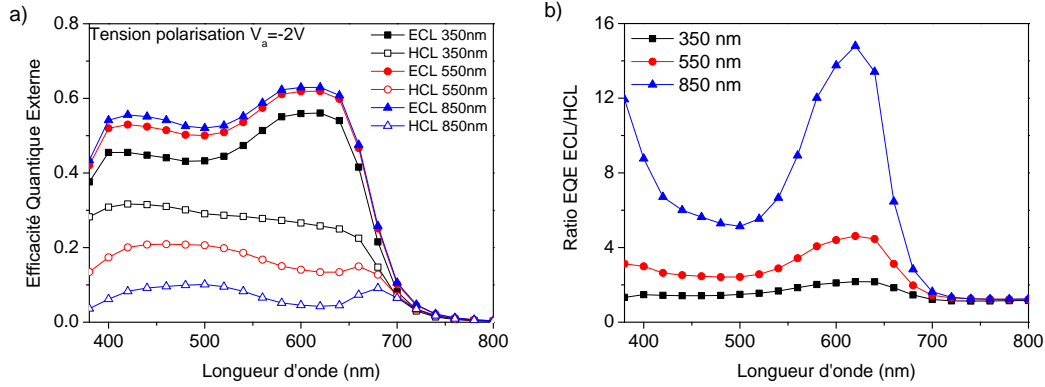 a)
Tension polarisation V_a=-2V
ECL 350nm
HCL 350nm
ECL 550nm
HCL 550nm
ECL 850nm
HCL 850nm
Efficacité Quantique Externe
0.8
0.6
0.4
0.2
0.0
400 500 600 700 800
Longueur d'onde (nm)
b)
350 nm
550 nm
850 nm
Ratio EQE ECL/HCL
16
12
8
4
0
400 500 600 700 800
Longueur d'onde (nm)